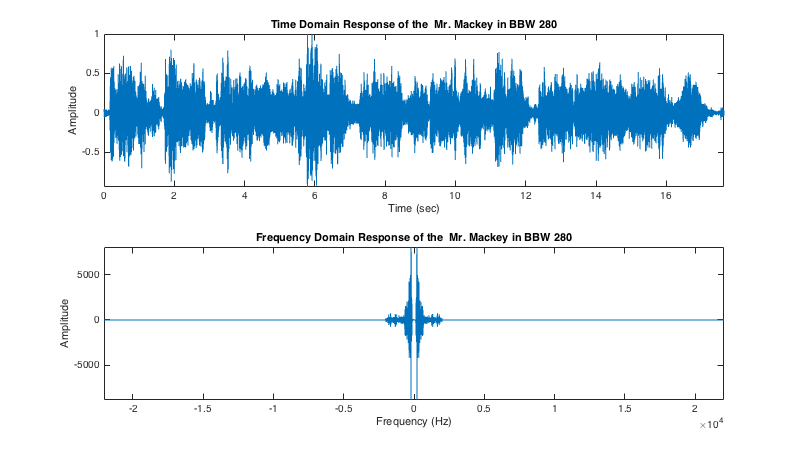 Time Domain Response of the  Mr. Mackey in BBW 280
1
0.5
0
-0.5
Amplitude
0 2 4 6 8 10 12 14 16
Time (sec)
Frequency Domain Response of the  Mr. Mackey in BBW 280
5000
0
-5000
Amplitude
-2 -1.5 -1 -0.5 0 0.5 1 1.5 2
Frequency (Hz)
×10^4